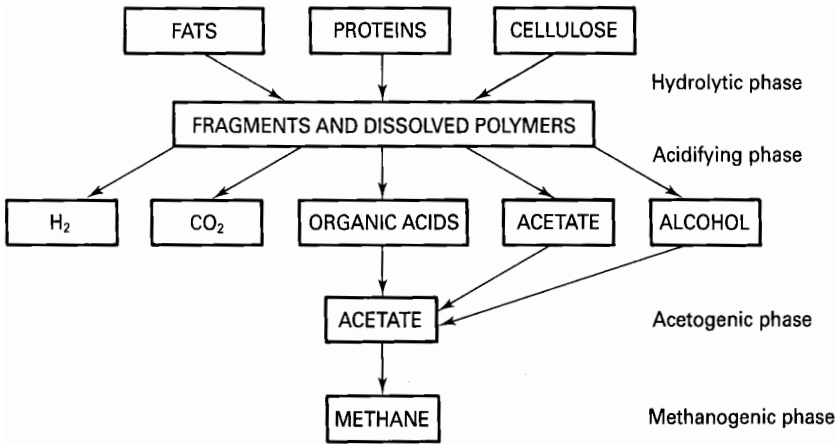 FATS
PROTEINS
CELLULOSE
Hydrolytic phase
FRAGMENTS AND DISSOLVED POLYMERS
Acidifying phase
H₂
CO₂
ORGANIC ACIDS
ACETATE
ALCOHOL
ACETATE
Acetogenic phase
METHANE
Methanogenic phase